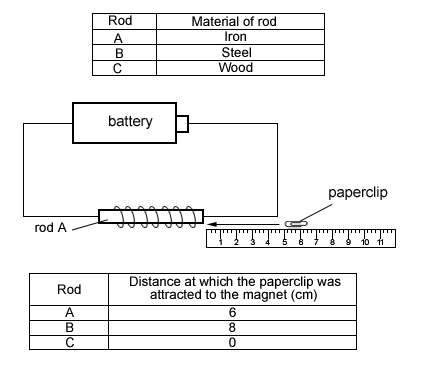 Rod Material of rod
A Iron
B Steel
C Wood
battery
paperclip
rod A
1 2 3 4 5 6 7 8 9 10 11
Rod Distance at which the paperclip was
attracted to the magnet (cm)
A 6
B 8
C 0